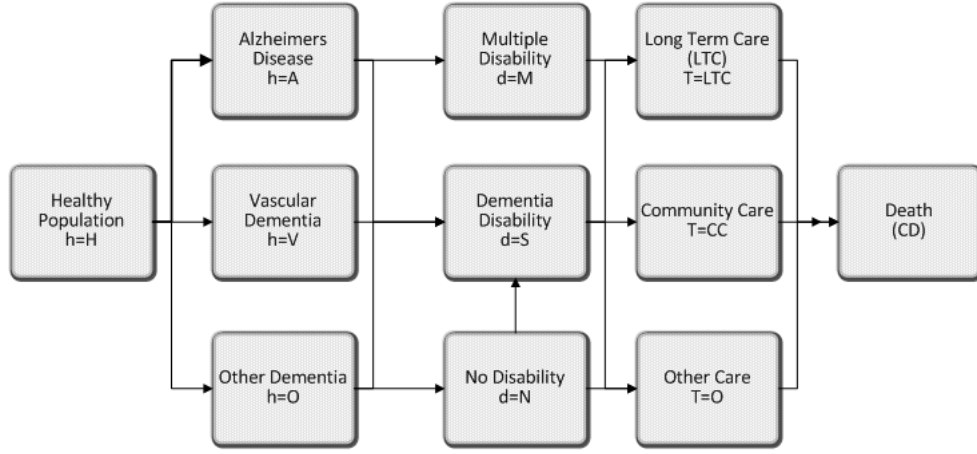 Alzheimers
Disease
h=A
Multiple
Disability
d=M
Long Term Care
(LTC)
T=LTC
Healthy
Population
h=H
Vascular
Dementia
h=V
Dementia
Disability
d=S
Community Care
T=CC
Death
(CD)
Other Dementia
h=O
No Disability
d=N
Other Care
T=O